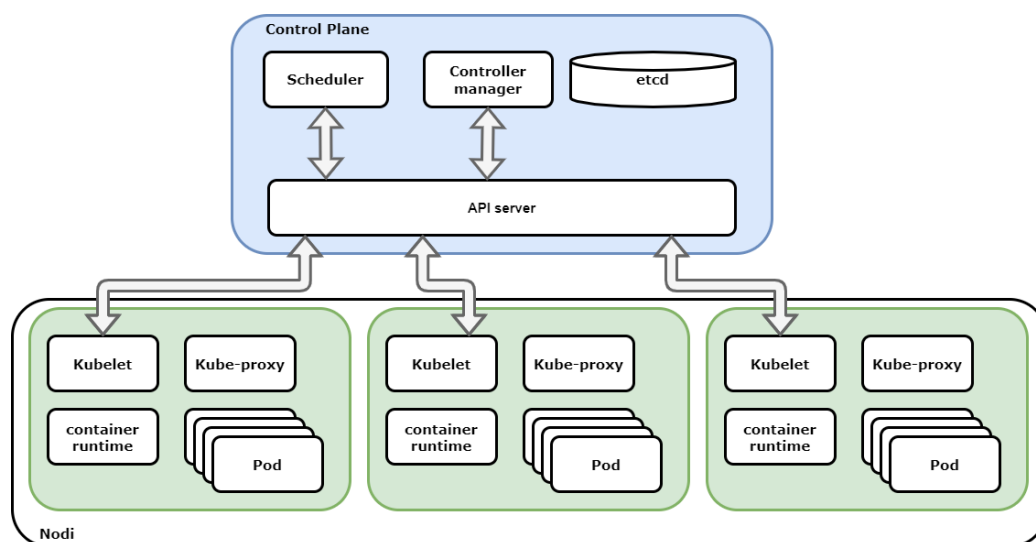 Control Plane
Scheduler
Controller
manager
etcd
API server
Kubelet
Kube-proxy
container
runtime
Pod
Kubelet
Kube-proxy
container
runtime
Pod
Kubelet
Kube-proxy
container
runtime
Pod
Nodi